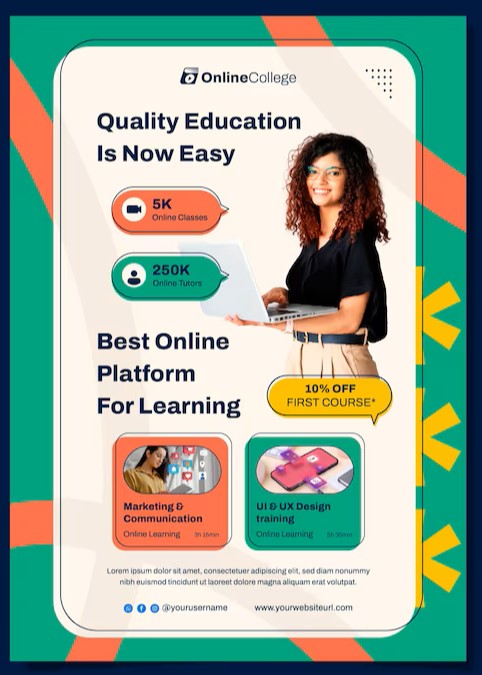 OnlineCollege
Quality Education
Is Now Easy
5K
Online Classes
250K
Online Tutors
Best Online
Platform
For Learning
10% OFF
FIRST COURSE*
Marketing &
Communication
Online Learning
3h 15min
UI & UX Design
training
Online Learning
5h 35min
Lorem ipsum dolor sit amet, consectetuer adipiscing elit, sed diam nonummy
nibh euismod tincidunt ut laoreet dolore magna aliquam erat volutpat.
@yourusername
www.yourwebsiteurl.com